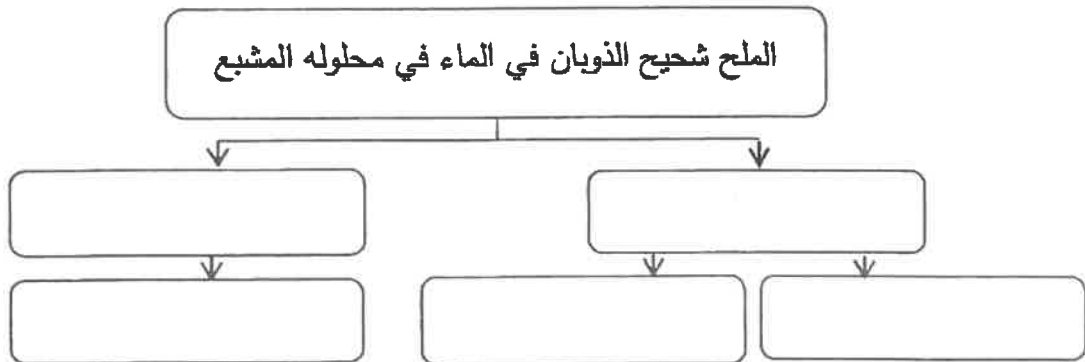 الملح شحيح الذوبان في الماء في محلوله المشبع